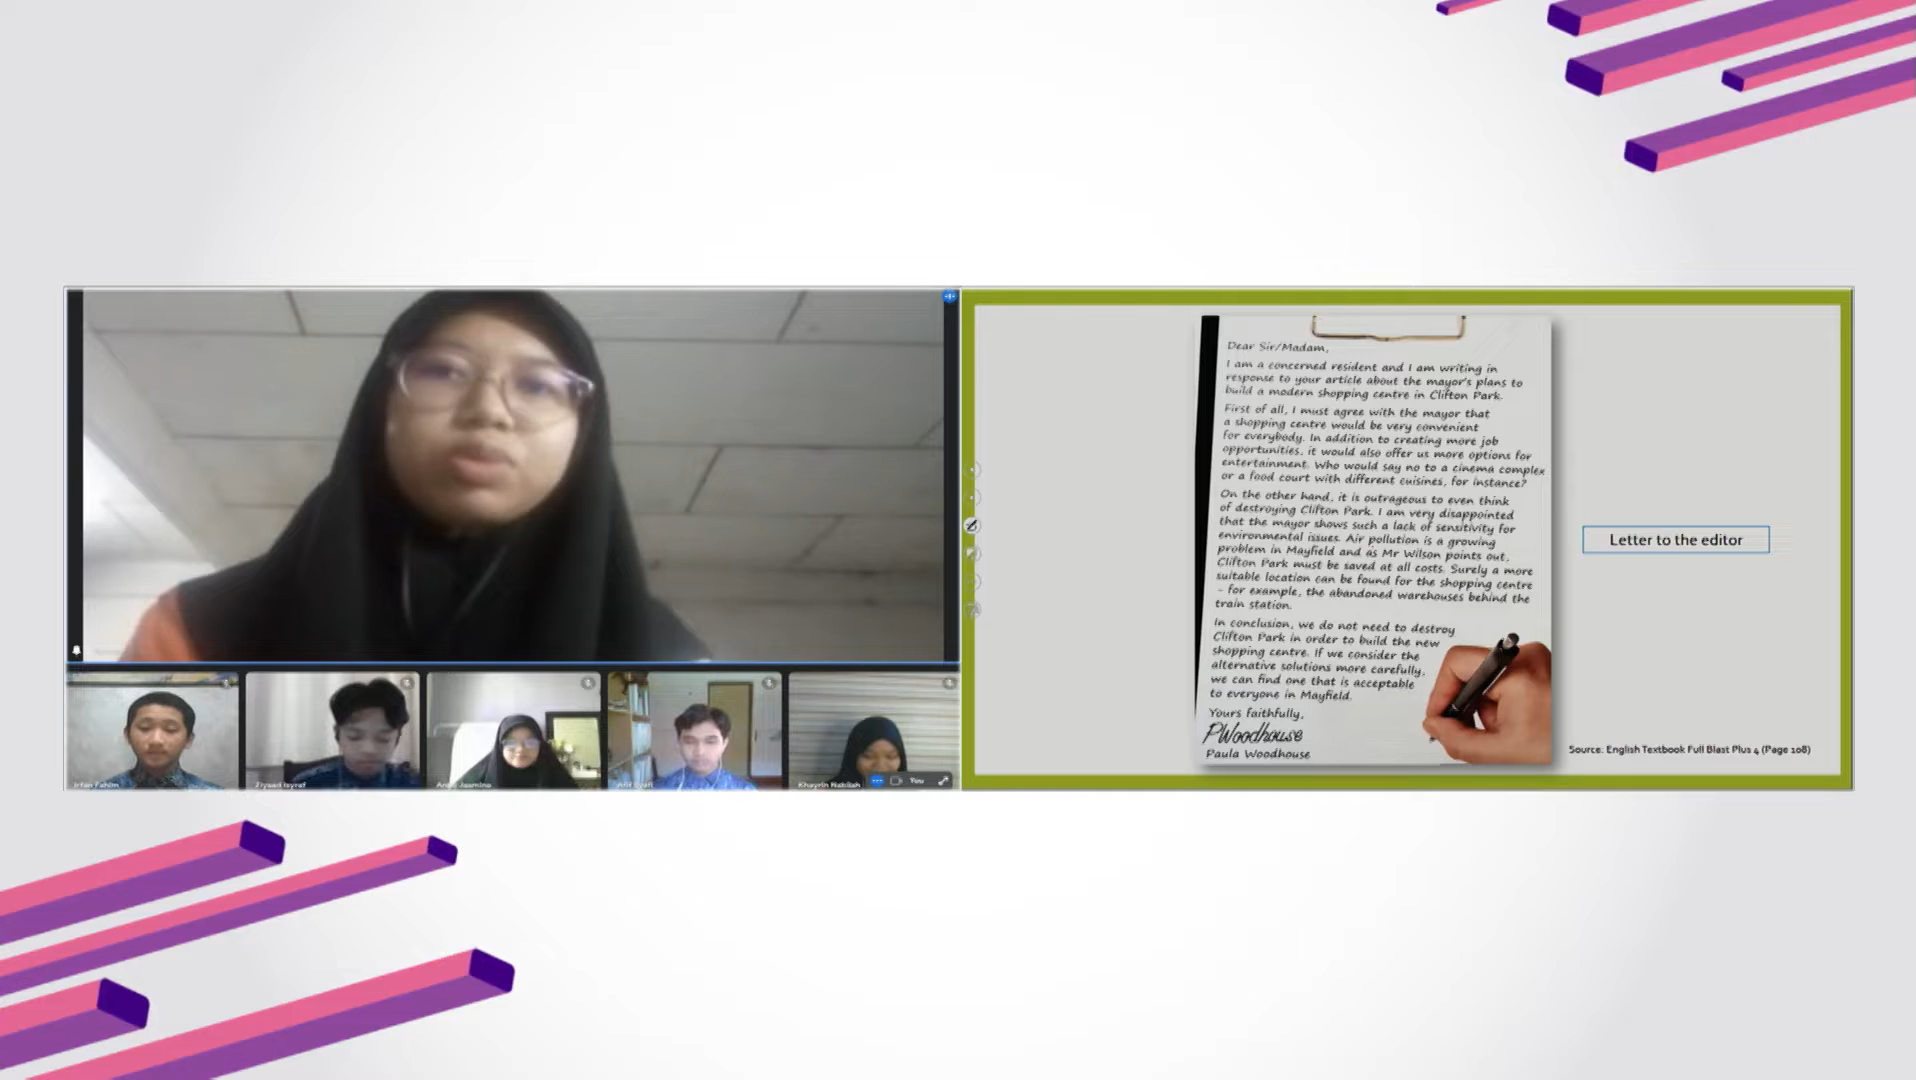 Dear Sir/Madam,
I am a concerned resident and I am writing in
response to your article about the mayor's plans to
build a modern shopping centre in Clifton Park.
First of all, I must agree with the mayor that
a shopping centre would be very convenient
for everybody. In addition to creating more job
opportunities, it would also offer us more options for
entertainment. Who would say no to a cinema complex
or a food court with different cuisines, for instance?
On the other hand, it is outrageous to even think
of destroying Clifton Park. I am very disappointed
that the mayor shows such a lack of sensitivity for
environmental issues. Air pollution is a growing
problem in Mayfield and as Mr Wilson points out,
Clifton Park must be saved at all costs. Surely a more
suitable location can be found for the shopping centre
- for example, the abandoned warehouses behind the
train station.
In conclusion, we do not need to destroy
Clifton Park in order to build the new
shopping centre. If we consider the
alternative solutions more carefully,
we can find one that is acceptable
to everyone in Mayfield.
Yours faithfully,
PWoodhouse
Paula Woodhouse
Letter to the editor
Source: English Textbook Full Blast Plus 4 (Page 108)
Irfan Fahim
Ziyaad Isyraf
Jasmine
Khayrin Nabilah
You